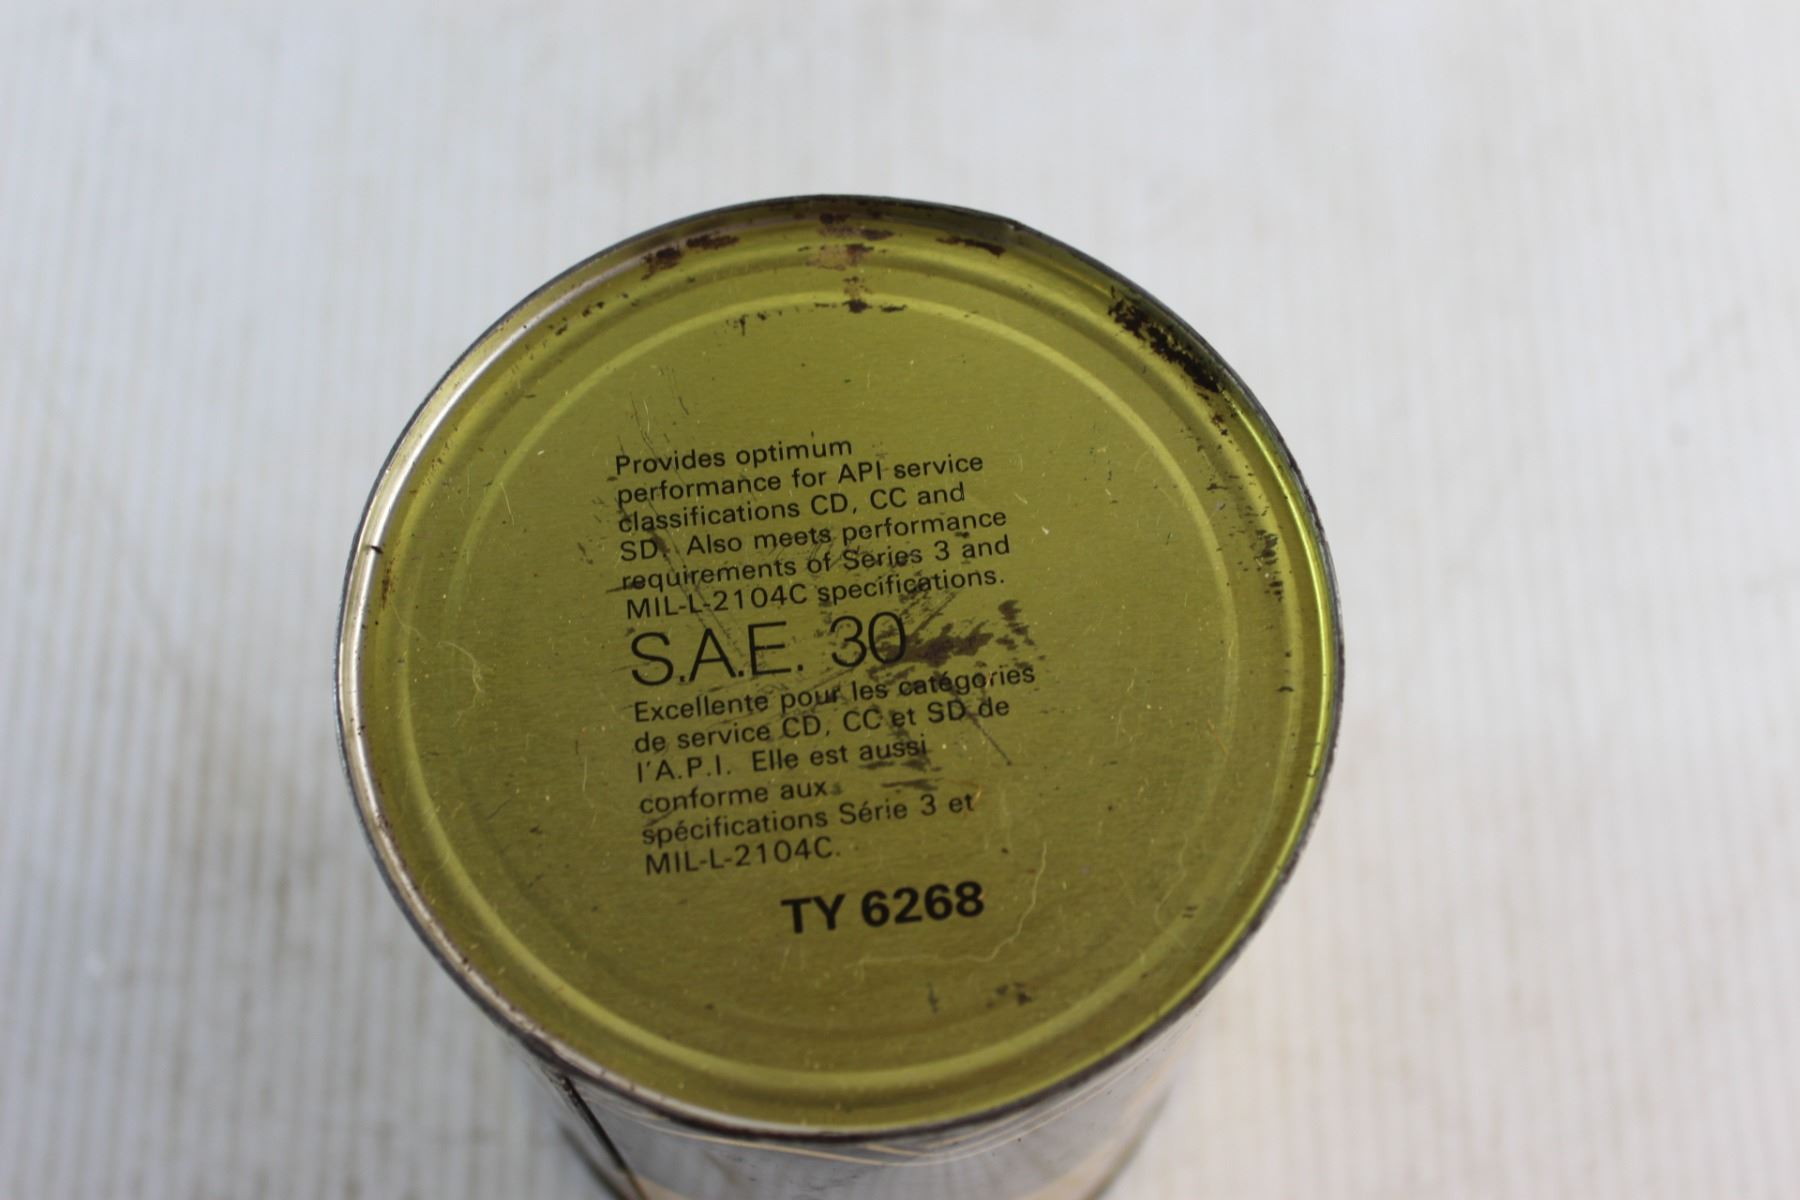 Provides optimum
performance for API service
classifications CD, CC and
SD. Also meets performance
requirements of Series 3 and
MIL-L-2104C specifications.
S.A.E. 30
Excellente pour les catégories
de service CD, CC et SD de
l'A.P.I. Elle est aussi
conforme aux
spécifications Série 3 et
MIL-L-2104C.
TY 6268